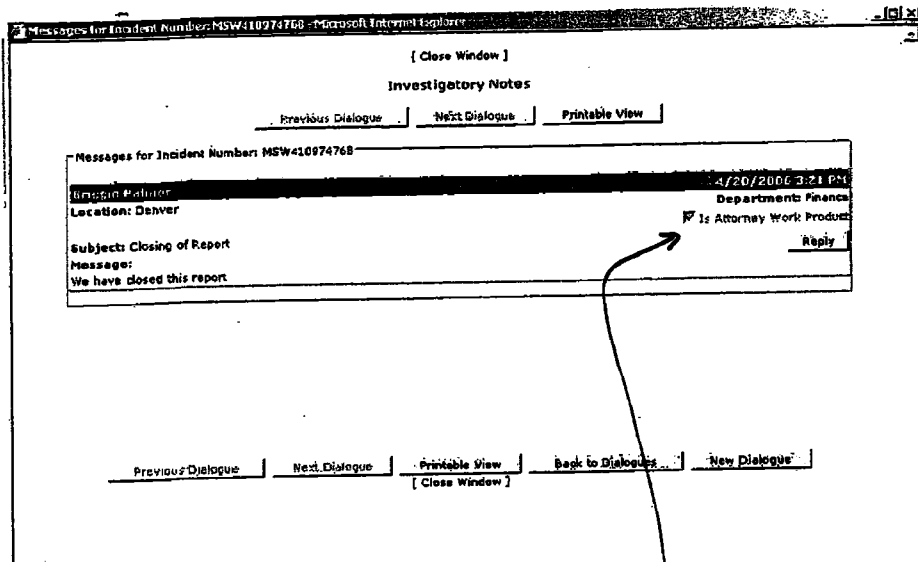 Messages for Incident Number: MSW410974768 - Microsoft Internet Explorer
[ Close Window ]
Investigatory Notes
Previous Dialogue Next Dialogue Printable View
Messages for Incident Number: MSW410974768
4/20/2006 3:21 PM
Location: Denver Department: Finance
Is Attorney Work Product
Subject: Closing of Report Reply
Message:
We have closed this report
Previous Dialogue Next Dialogue Printable View Back to Dialogues New Dialogue
[ Close Window ]